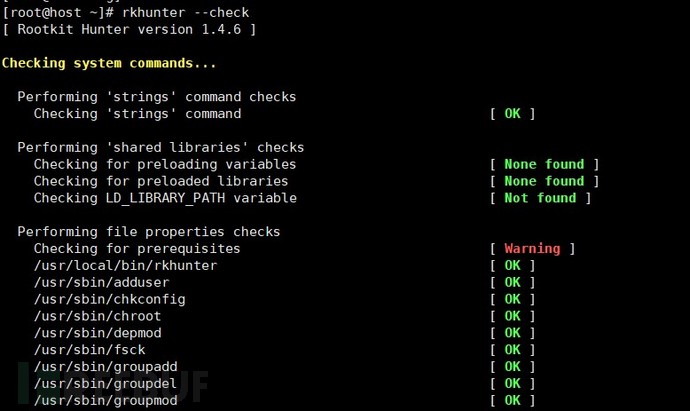 [root@host ~]# rkhunter --check
[ Rootkit Hunter version 1.4.6 ]
Checking system commands...
Performing 'strings' command checks
Checking 'strings' command [ OK ]
Performing 'shared libraries' checks
Checking for preloading variables [ None found ]
Checking for preloaded libraries [ None found ]
Checking LD_LIBRARY_PATH variable [ Not found ]
Performing file properties checks
Checking for prerequisites [ Warning ]
/usr/local/bin/rkhunter [ OK ]
/usr/sbin/adduser [ OK ]
/usr/sbin/chkconfig [ OK ]
/usr/sbin/chroot [ OK ]
/usr/sbin/depmod [ OK ]
/usr/sbin/fsck [ OK ]
/usr/sbin/groupadd [ OK ]
/usr/sbin/groupdel [ OK ]
/usr/sbin/groupmod [ OK ]